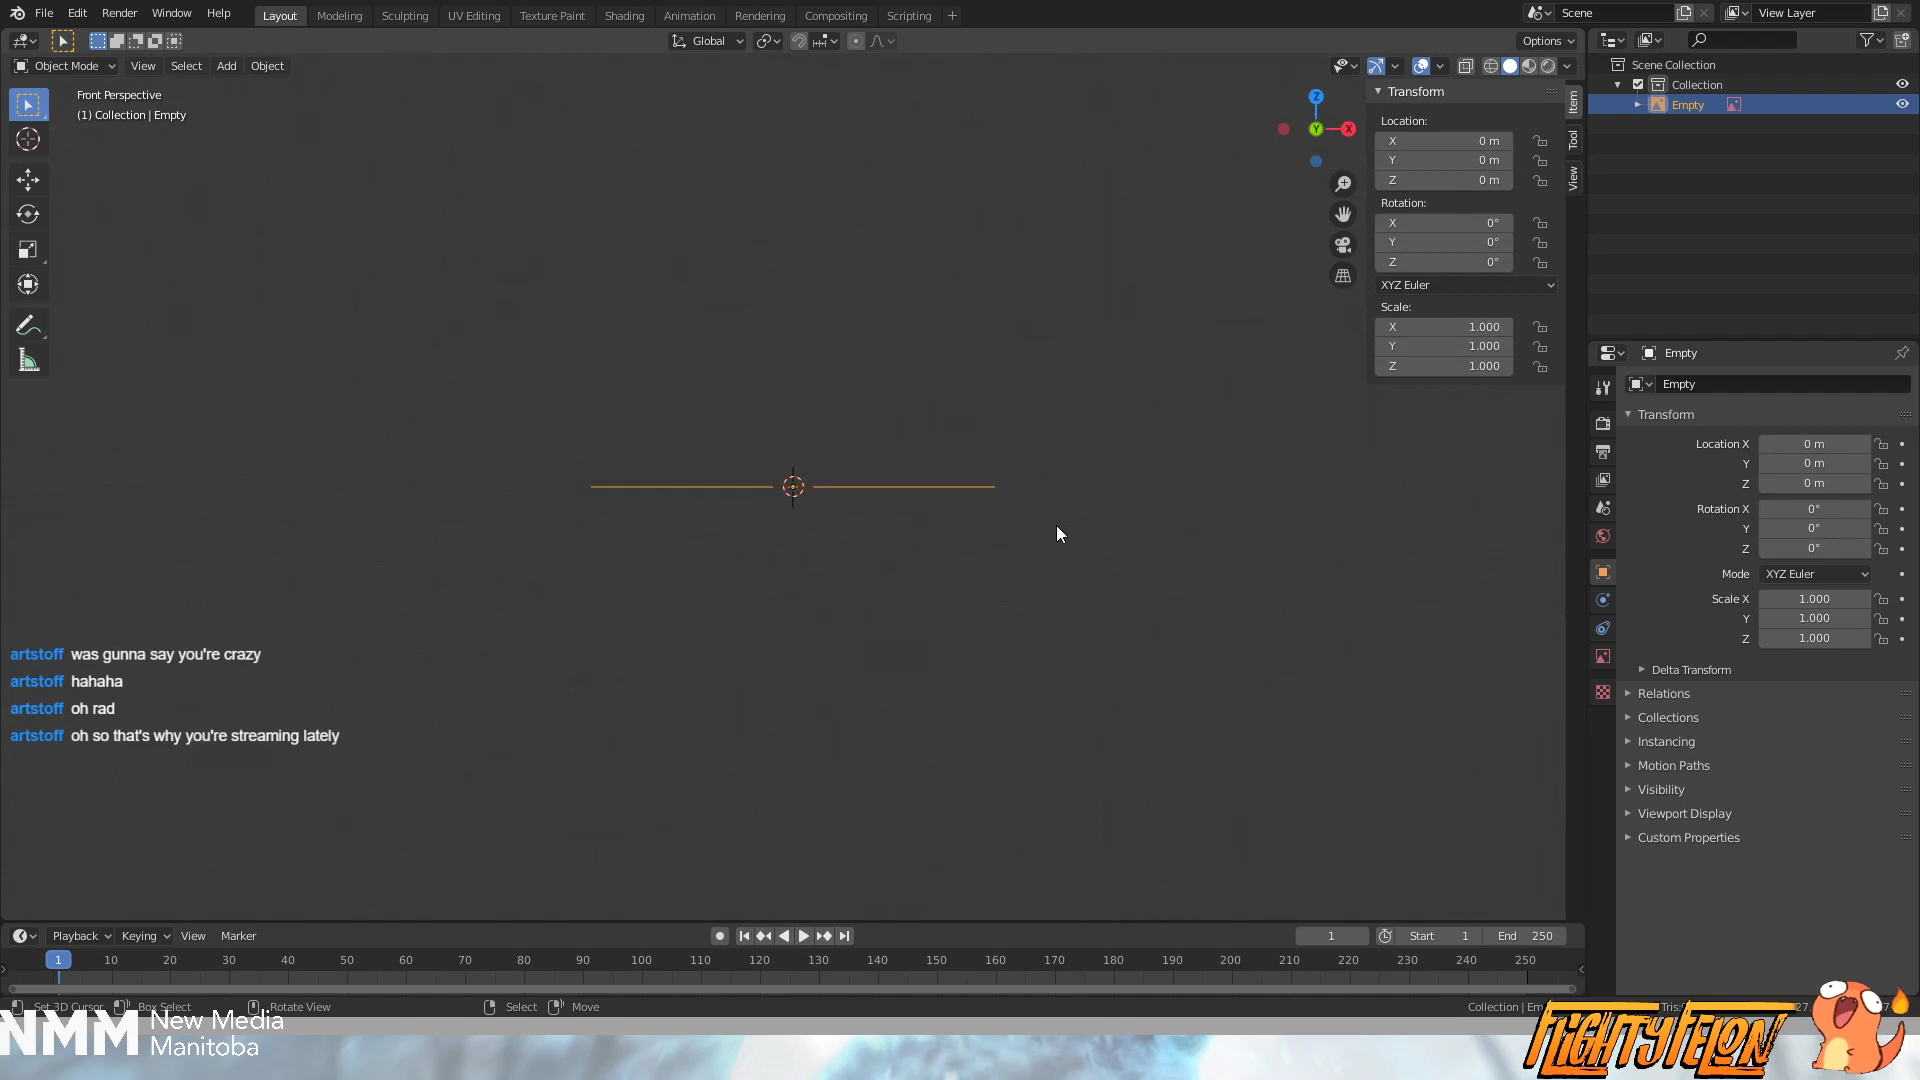 File Edit Render Window Help
Layout Modeling Sculpting UV Editing Texture Paint Shading Animation Rendering Compositing Scripting +
Scene View Layer
Global Options
Object Mode View Select Add Object
Front Perspective
(1) Collection | Empty
Z
Y
X
Transform
Location:
X 0 m
Y 0 m
Z 0 m
Rotation:
X 0°
Y 0°
Z 0°
XYZ Euler
Scale:
X 1.000
Y 1.000
Z 1.000
Item
Tool
View
Scene Collection
Collection
Empty
Empty
Empty
Transform
Location X 0 m
Y 0 m
Z 0 m
Rotation X 0°
Y 0°
Z 0°
Mode XYZ Euler
Scale X 1.000
Y 1.000
Z 1.000
Delta Transform
Relations
Collections
Instancing
Motion Paths
Visibility
Viewport Display
Custom Properties
artstoff was gunna say you're crazy
artstoff hahaha
artstoff oh rad
artstoff oh so that's why you're streaming lately
Playback Keying View Marker
1 Start 1 End 250
1 10 20 30 40 50 60 70 80 90 100 110 120 130 140 150 160 170 180 190 200 210 220 230 240 250
Set 3D Cursor Box Select Rotate View Select Move
Collection | Em
Tris:
27.
NMM New Media
Manitoba
FLIGHTYFELON